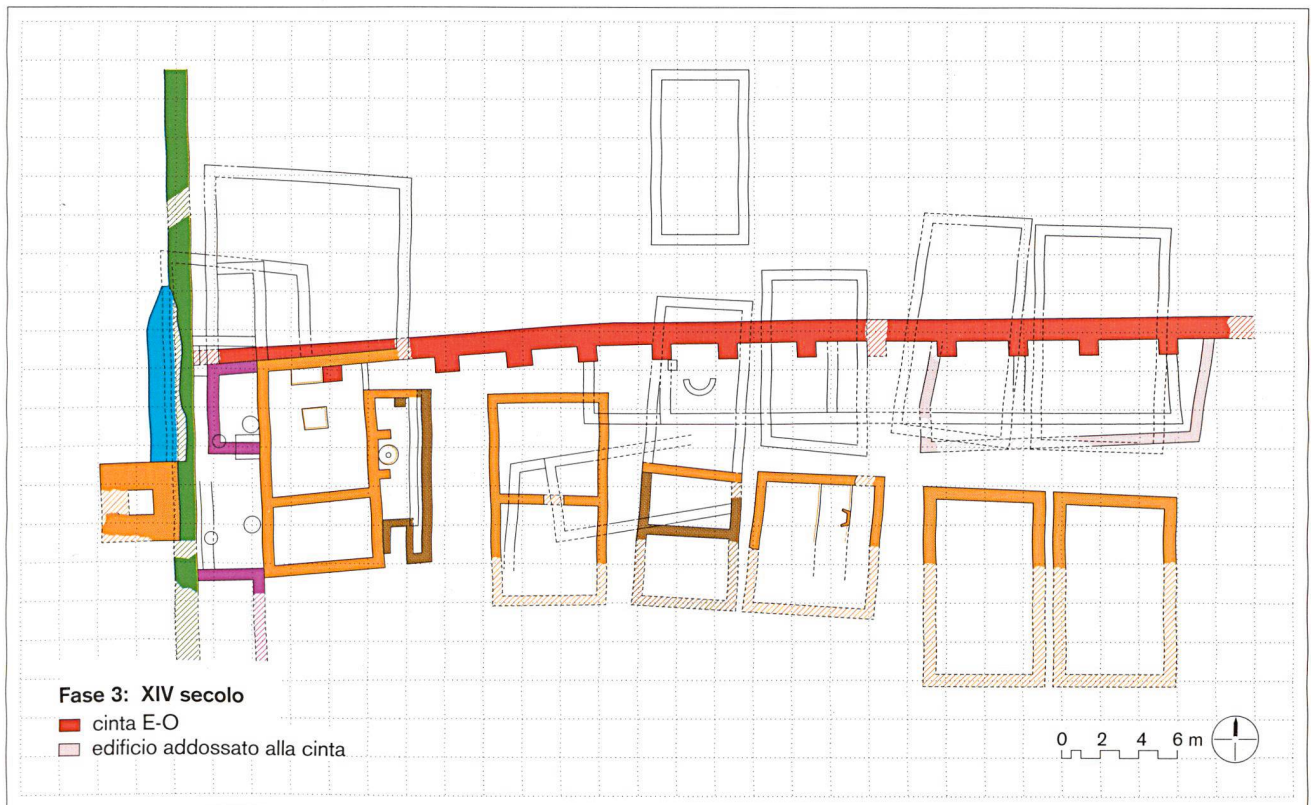 Fase 3: XIV secolo
cinta E-O
edificio addossato alla cinta
0 2 4 6 m